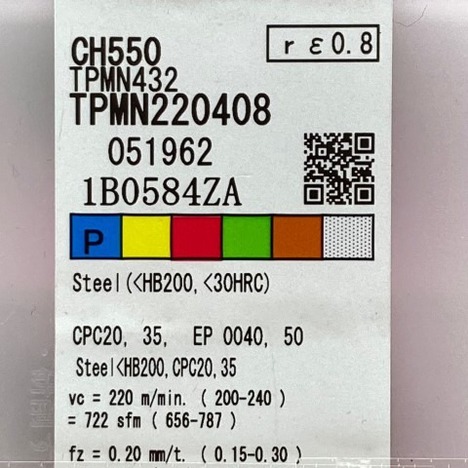 CH550
rε0.8
TPMN432
TPMN220408
051962
1B0584ZA
P
Steel(<HB200,<30HRC)
CPC20, 35, EP 0040, 50
Steel<HB200,CPC20,35
vc = 220 m/min. ( 200-240 )
= 722 sfm ( 656-787 )
fz = 0.20 mm/t. ( 0.15-0.30 )